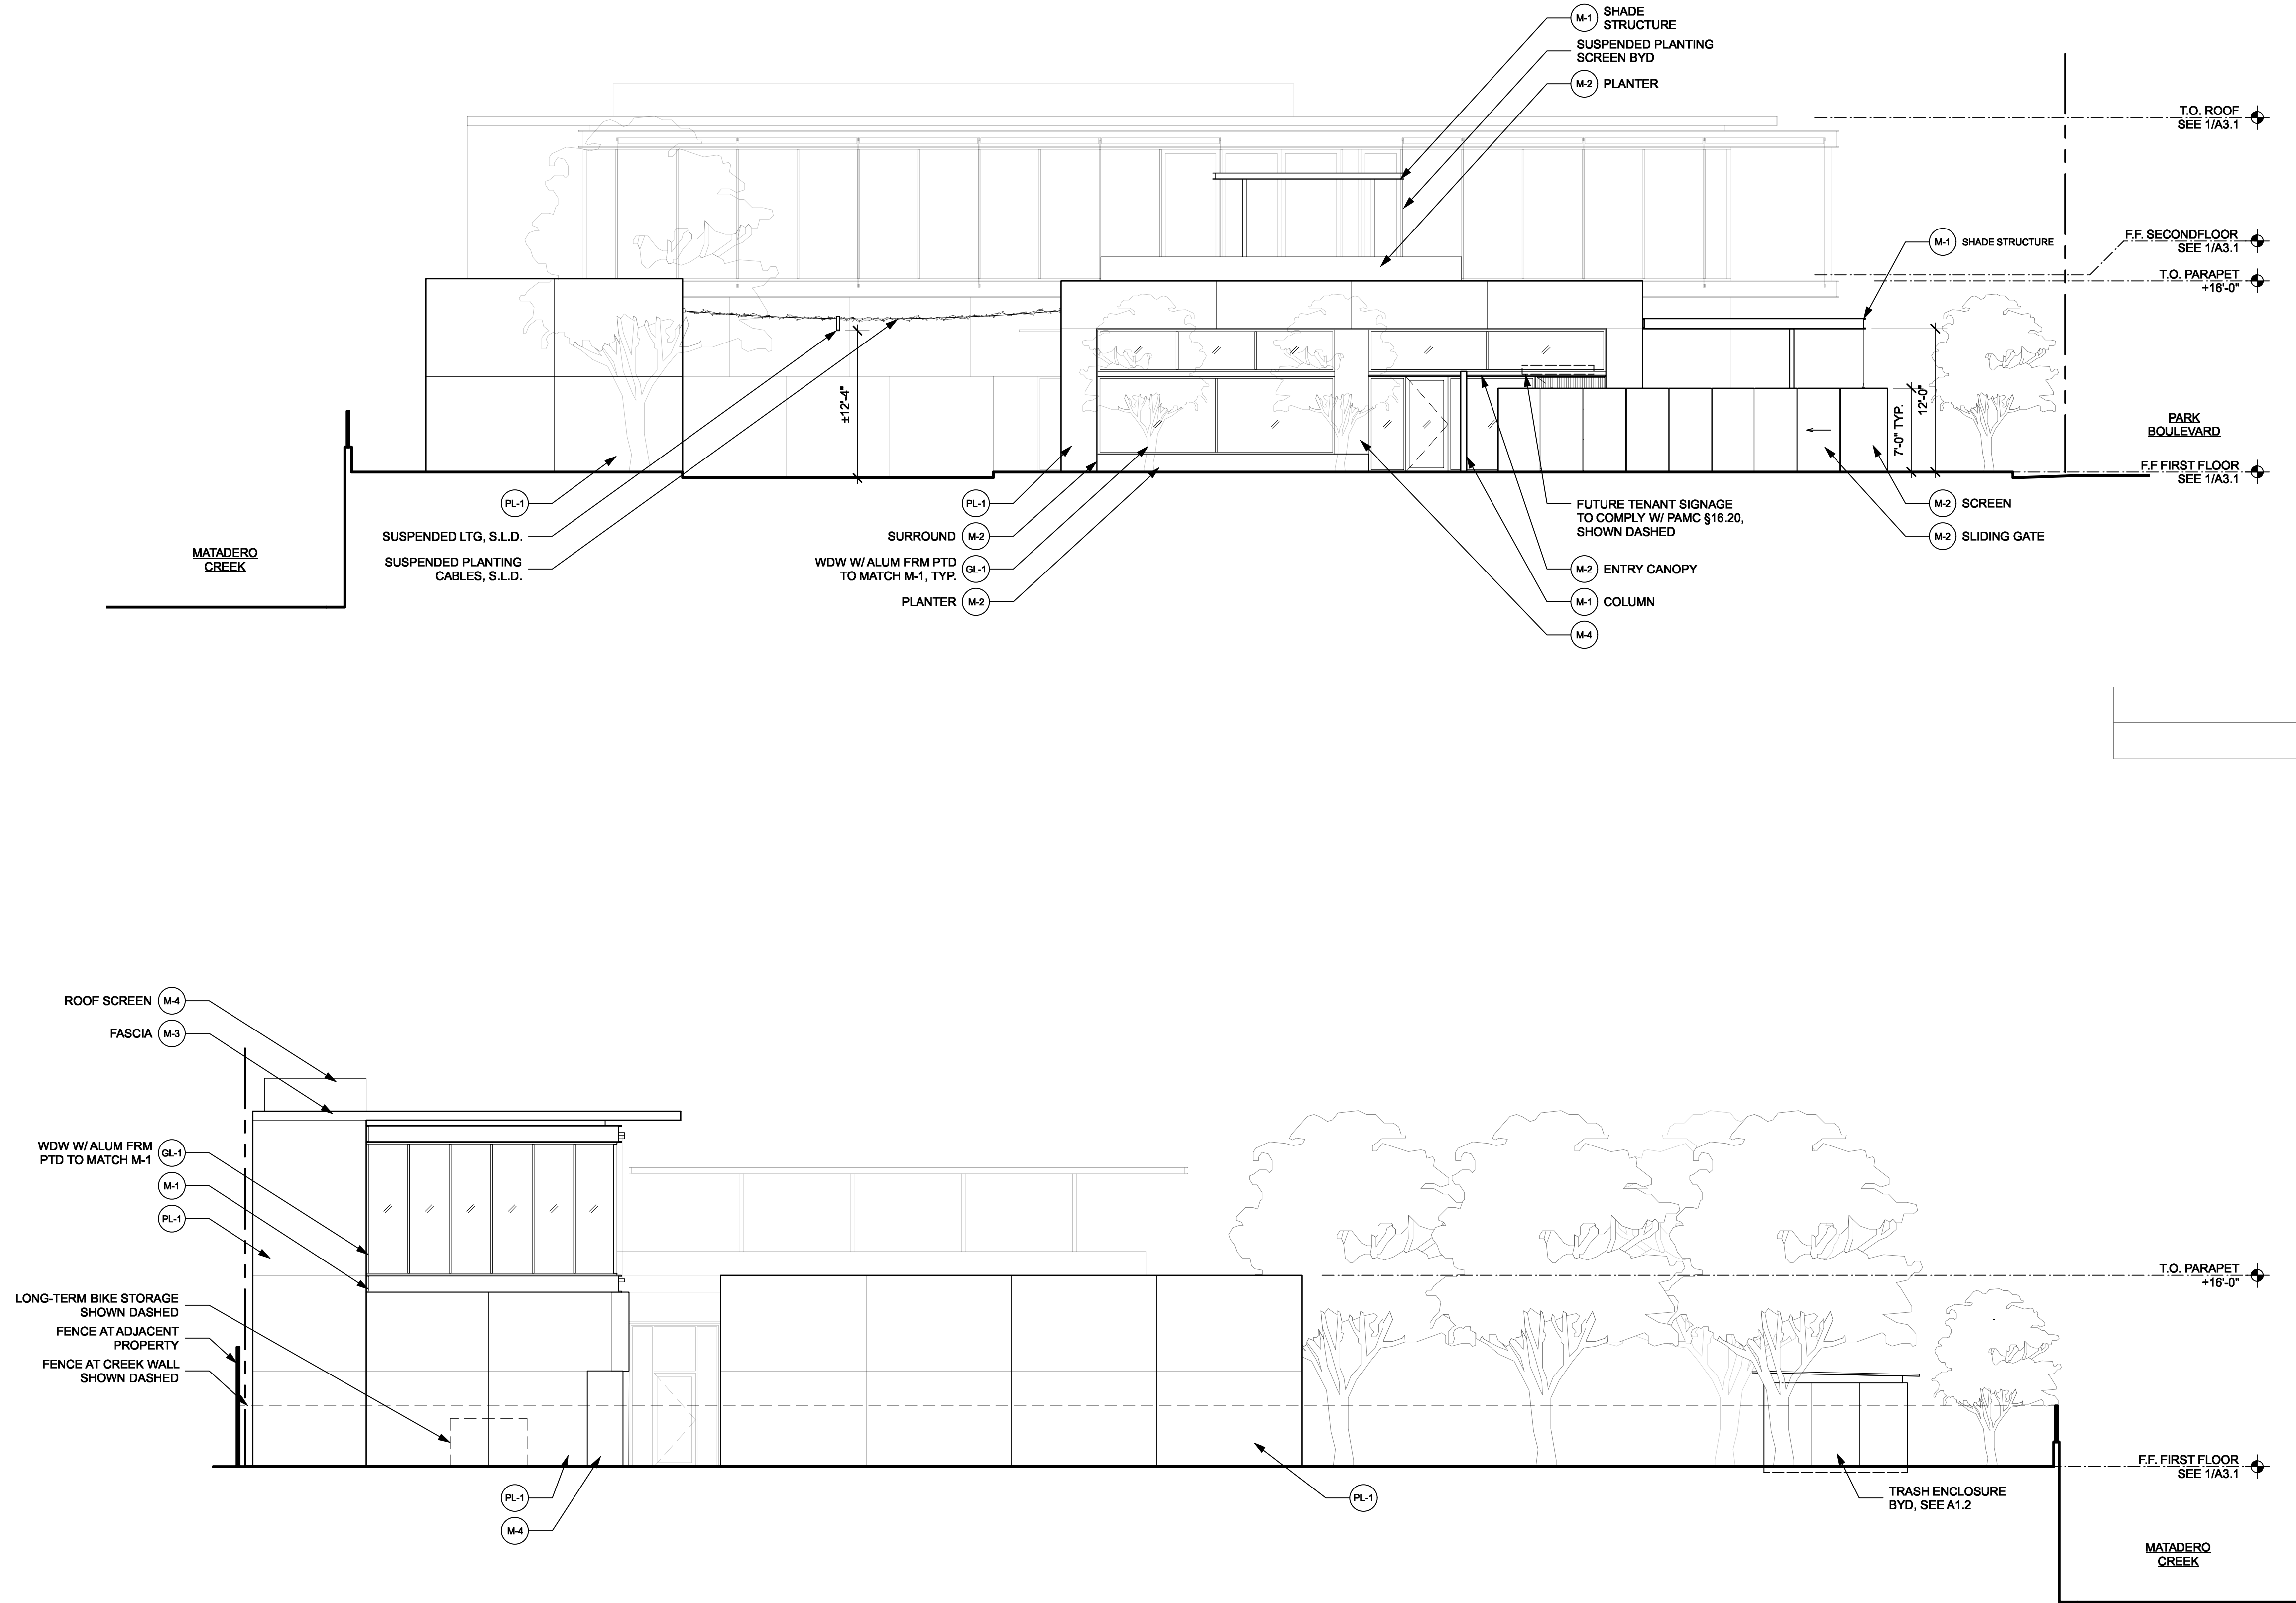 M-1 SHADE
STRUCTURE
SUSPENDED PLANTING
SCREEN BYD
M-2 PLANTER
T.O. ROOF
SEE 1/A3.1
M-1 SHADE STRUCTURE
F.F. SECONDFLOOR
SEE 1/A3.1
T.O. PARAPET
+16'-0"
±12'-4"
7'-0" TYP.
12'-0"
PARK
BOULEVARD
F.F FIRST FLOOR
SEE 1/A3.1
MATADERO
CREEK
PL-1
SUSPENDED LTG, S.L.D.
SUSPENDED PLANTING
CABLES, S.L.D.
PL-1
SURROUND M-2
WDW W/ ALUM FRM PTD
TO MATCH M-1, TYP. GL-1
PLANTER M-2
FUTURE TENANT SIGNAGE
TO COMPLY W/ PAMC §16.20,
SHOWN DASHED
M-2 ENTRY CANOPY
M-1 COLUMN
M-4
M-2 SCREEN
M-2 SLIDING GATE
ROOF SCREEN M-4
FASCIA M-3
WDW W/ ALUM FRM
PTD TO MATCH M-1 GL-1
M-1
PL-1
LONG-TERM BIKE STORAGE
SHOWN DASHED
FENCE AT ADJACENT
PROPERTY
FENCE AT CREEK WALL
SHOWN DASHED
PL-1
M-4
PL-1
T.O. PARAPET
+16'-0"
F.F. FIRST FLOOR
SEE 1/A3.1
TRASH ENCLOSURE
BYD, SEE A1.2
MATADERO
CREEK